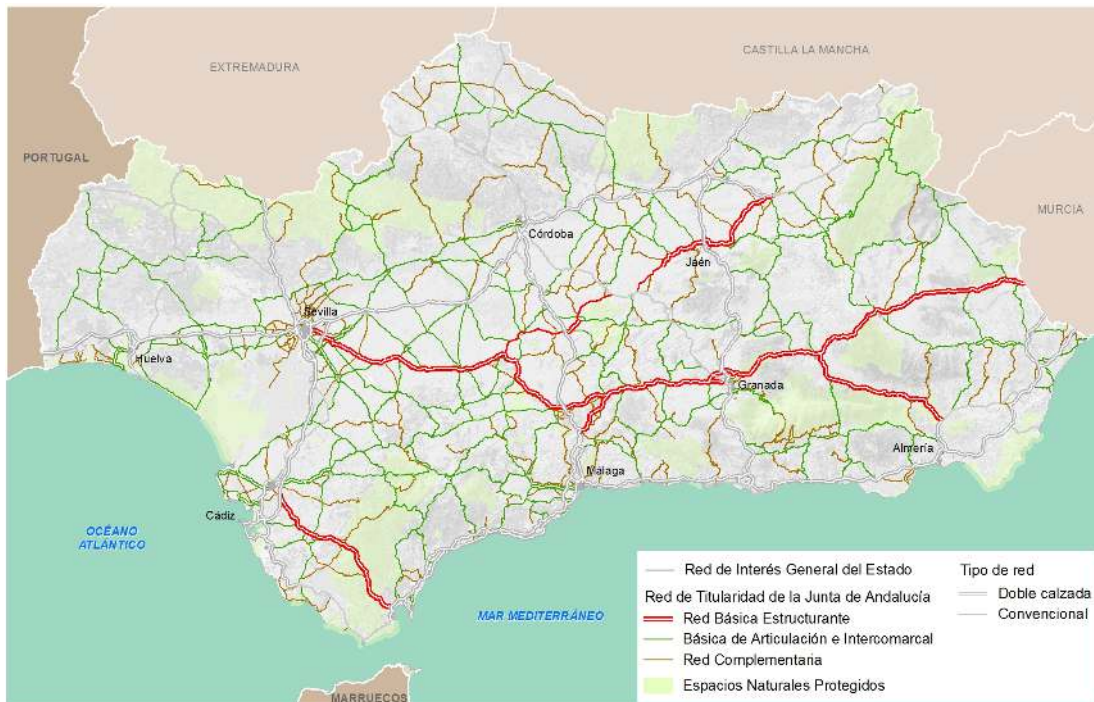 EXTREMADURA
CASTILLA LA MANCHA
PORTUGAL
MURCIA
Córdoba
Jaén
Sevilla
Huelva
Granada
Almería
Málaga
Cádiz
OCÉANO
ATLÁNTICO
MAR MEDITERRÁNEO
MARRUECOS
Red de Interés General del Estado
Red de Titularidad de la Junta de Andalucía
Red Básica Estructurante
Básica de Articulación e Intercomarcal
Red Complementaria
Espacios Naturales Protegidos
Tipo de red
Doble calzada
Convencional